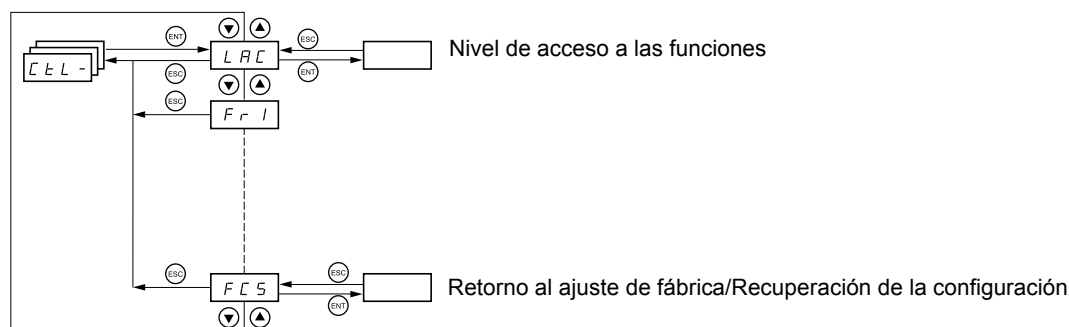 ENT
ESC
LAC
Nivel de acceso a las funciones
CtL-
ESC
ENT
ESC
Fr1
ESC
ESC
FCS
Retorno al ajuste de fábrica/Recuperación de la configuración
ENT